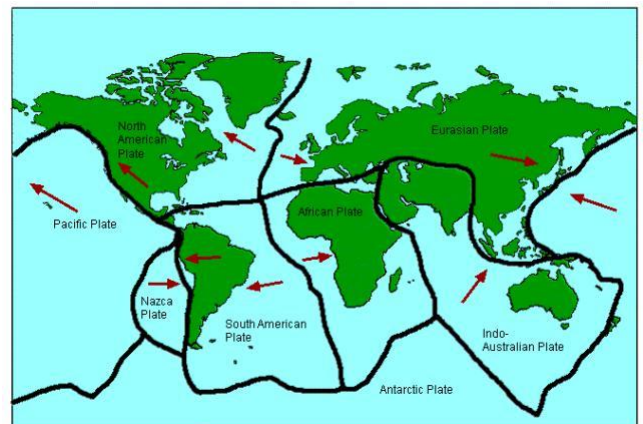 North
American
Plate
Eurasian Plate
Pacific Plate
African Plate
Nazca
Plate
South American
Plate
Indo-
Australian Plate
Antarctic Plate